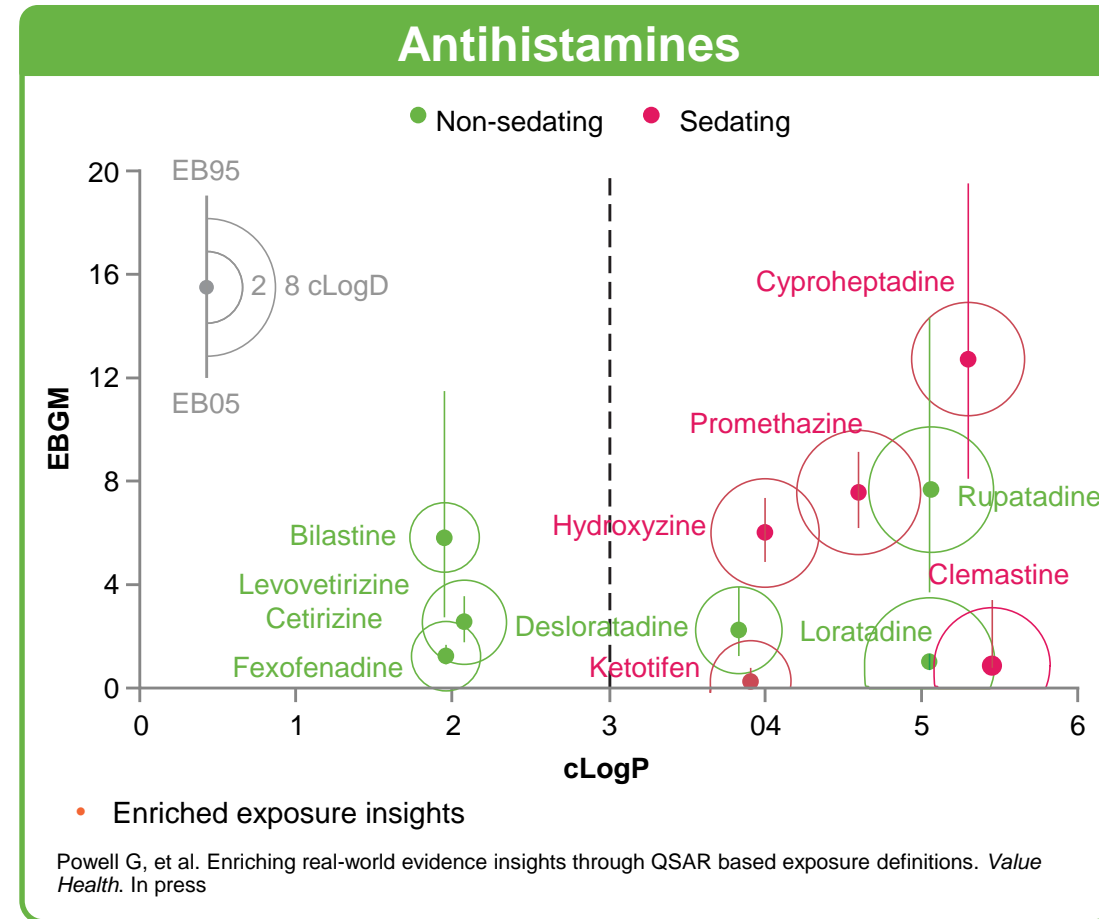 Antihistamines
Non-sedating
Sedating
EB95
2
8 cLogD
EB05
20
16
12
8
4
0
EBGM
Cyproheptadine
Promethazine
Rupatadine
Hydroxyzine
Bilastine
Clemastine
Levovetirizine
Cetirizine
Desloratadine
Loratadine
Fexofenadine
Ketotifen
0
1
2
3
04
5
6
cLogP
• Enriched exposure insights
Powell G, et al. Enriching real-world evidence insights through QSAR based exposure definitions. Value
Health. In press